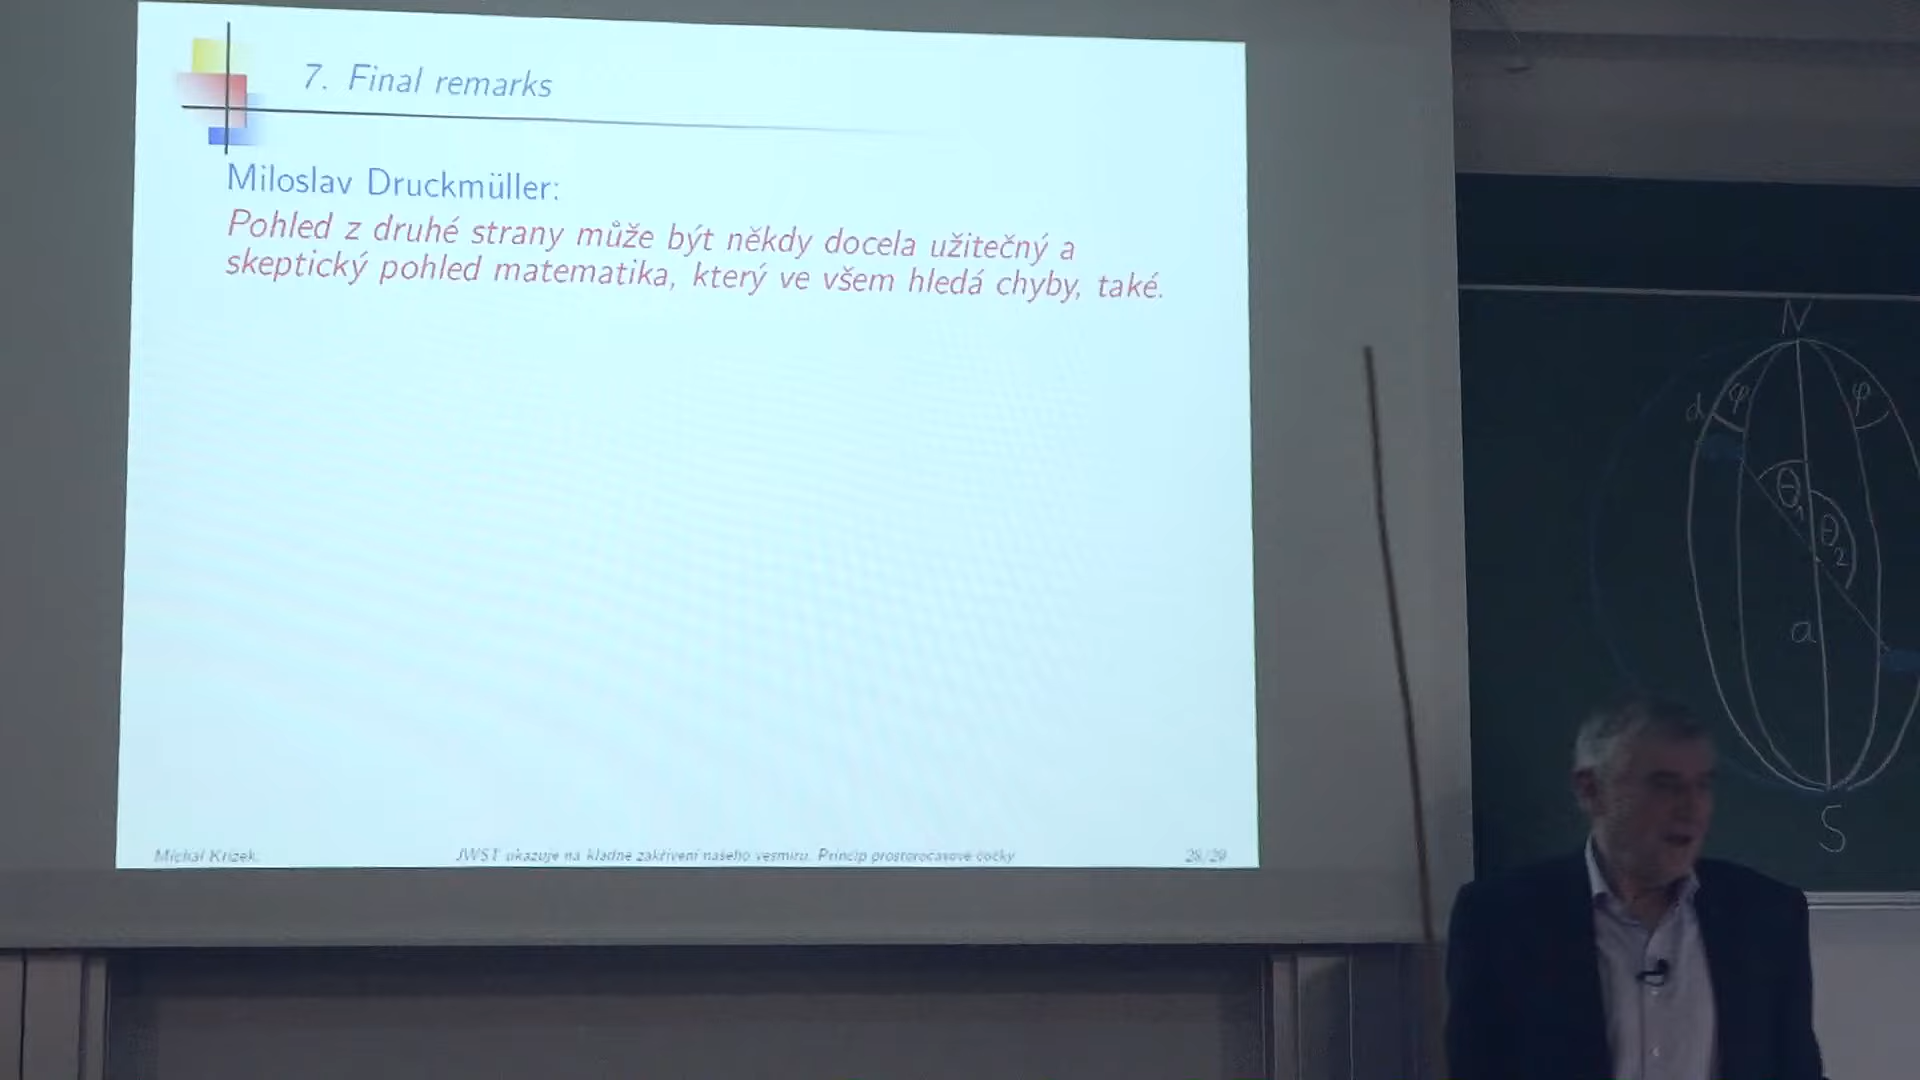 7. Final remarks
Miloslav Druckmüller:
Pohled z druhé strany může být někdy docela užitečný a
skeptický pohled matematika, který ve všem hledá chyby, také.
Michal Křížek
JWST ukazuje na kladné zakřivení našeho vesmíru. Princip prostoročasové čočky
28/29
N
d φ φ
Θ1
Θ2
a
S